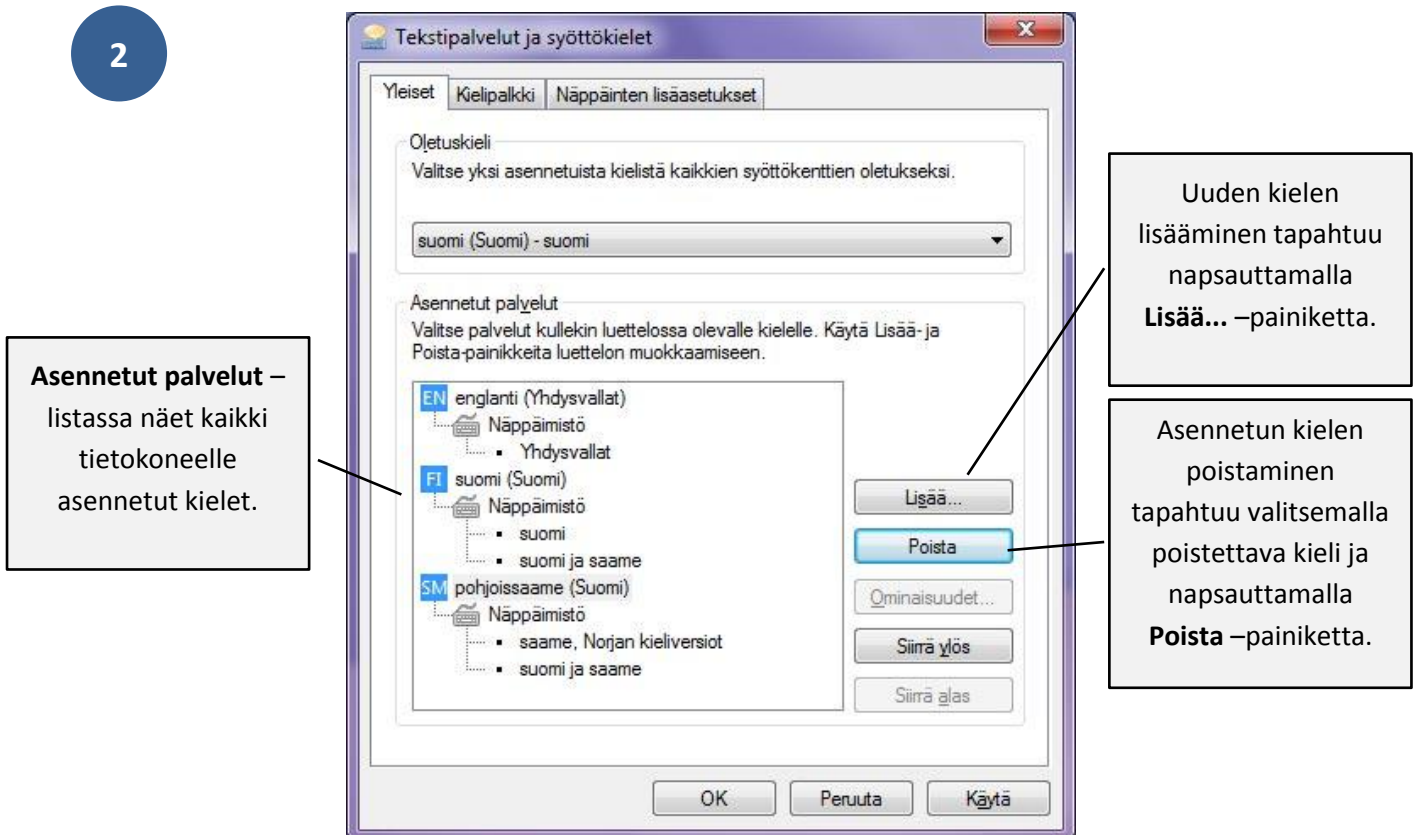 2
Tekstipalvelut ja syöttökielet
Yleiset
Kielipalkki
Näppäinten lisäasetukset
Oletuskieli
Valitse yksi asennetuista kielistä kaikkien syöttökenttien oletukseksi.
suomi (Suomi) - suomi
Asennetut palvelut
Valitse palvelut kullekin luettelossa olevalle kielelle. Käytä Lisää- ja
Poista-painikkeita luettelon muokkaamiseen.
EN englanti (Yhdysvallat)
Näppäimistö
▪ Yhdysvallat
FI suomi (Suomi)
Näppäimistö
▪ suomi
▪ suomi ja saame
SM pohjoissaame (Suomi)
Näppäimistö
▪ saame, Norjan kieliversiot
▪ suomi ja saame
Lisää...
Poista
Ominaisuudet...
Siirrä ylös
Siirrä alas
OK
Peruuta
Käytä
Asennetut palvelut –
listassa näet kaikki
tietokoneelle
asennetut kielet.
Uuden kielen
lisääminen tapahtuu
napsauttamalla
Lisää... –painiketta.
Asennetun kielen
poistaminen
tapahtuu valitsemalla
poistettava kieli ja
napsauttamalla
Poista –painiketta.